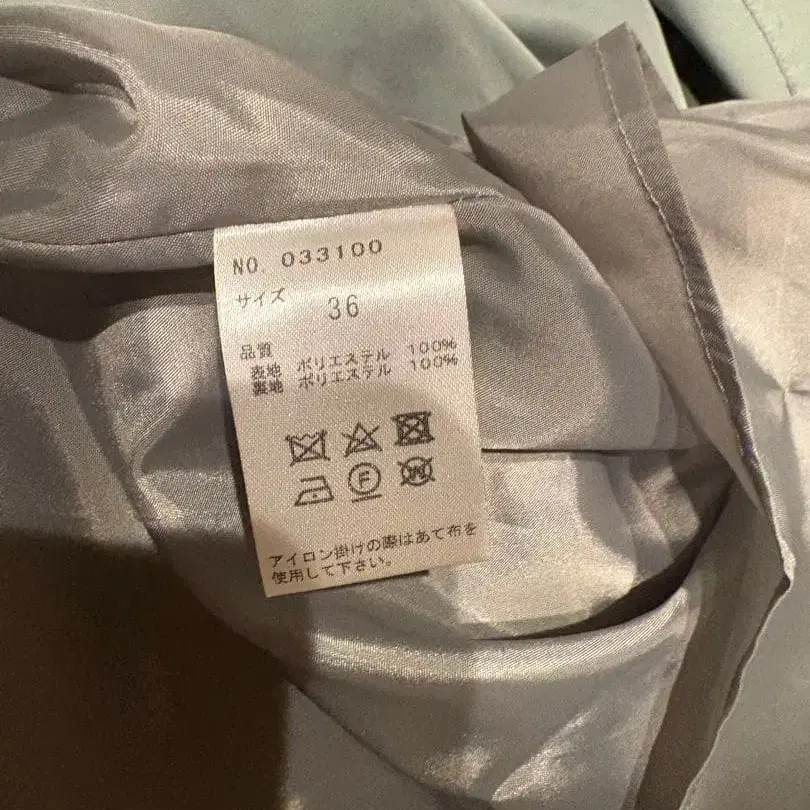 NO. 033100
サイズ 36
品質
表地 ポリエステル 100%
裏地 ポリエステル 100%
F W
アイロン掛けの際はあて布を
使用して下さい。